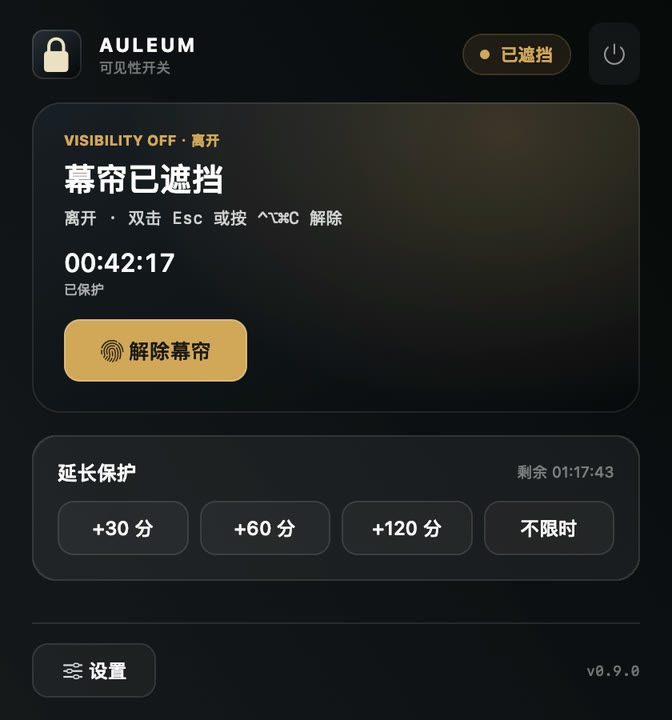 AULEUM
可见性开关
已遮挡
VISIBILITY OFF · 离开
幕帘已遮挡
离开 · 双击 Esc 或按 ^⌥⌘C 解除
00:42:17
已保护
解除幕帘
延长保护
剩余 01:17:43
+30 分
+60 分
+120 分
不限时
设置
v0.9.0